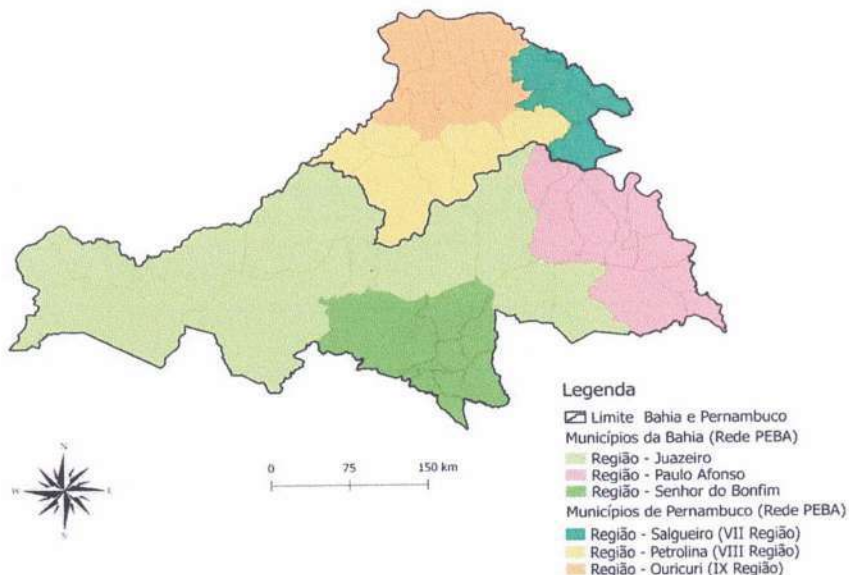 Legenda
Limite Bahia e Pernambuco
Municípios da Bahia (Rede PEBA)
Região - Juazeiro
Região - Paulo Afonso
Região - Senhor do Bonfim
Municípios de Pernambuco (Rede PEBA)
Região - Salgueiro (VII Região)
Região - Petrolina (VIII Região)
Região - Ouricuri (IX Região)
N
W
E
S
0 75 150 km